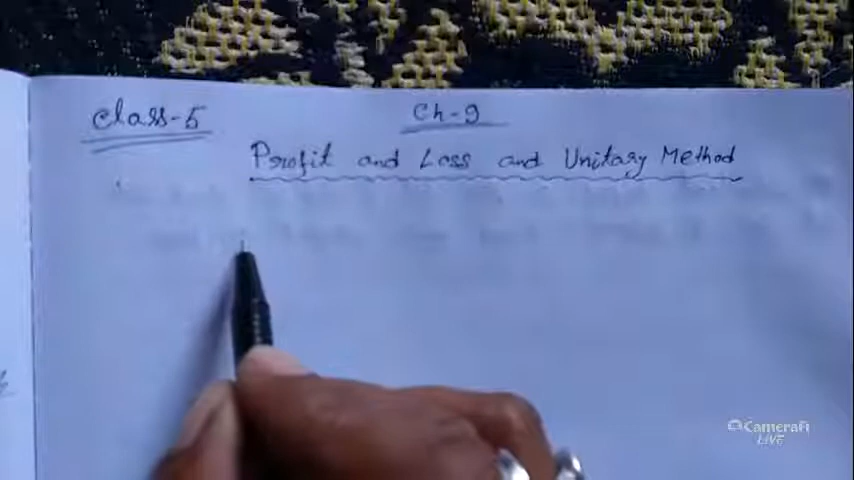 Class-5
Ch-9
Profit and Loss and Unitary Method
Camerafi
LIVE